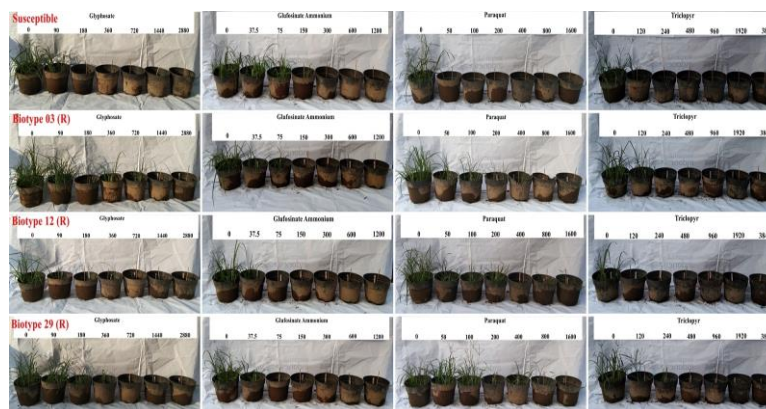 Susceptible
Glyphosate
0 90 180 360 720 1440 2880
Glufosinate Ammonium
0 37.5 75 150 300 600 1200
Paraquat
0 50 100 200 400 800 1600
Triclopyr
0 120 240 480 960 1920
Biotype 03 (R)
Glyphosate
0 90 180 360 720 1440 2880
Glufosinate Ammonium
0 37.5 75 150 300 600 1200
Paraquat
0 50 100 200 400 800 1600
Triclopyr
0 120 240 480 960 1920
Biotype 12 (R)
Glyphosate
0 90 180 360 720 1440 2880
Glufosinate Ammonium
0 37.5 75 150 300 600 1200
Paraquat
0 50 100 200 400 800 1600
Triclopyr
0 120 240 480 960 1920
Biotype 29 (R)
Glyphosate
0 90 180 360 720 1440 2880
Glufosinate Ammonium
0 37.5 75 150 300 600 1200
Paraquat
0 50 100 200 400 800 1600
Triclopyr
0 120 240 480 960 1920